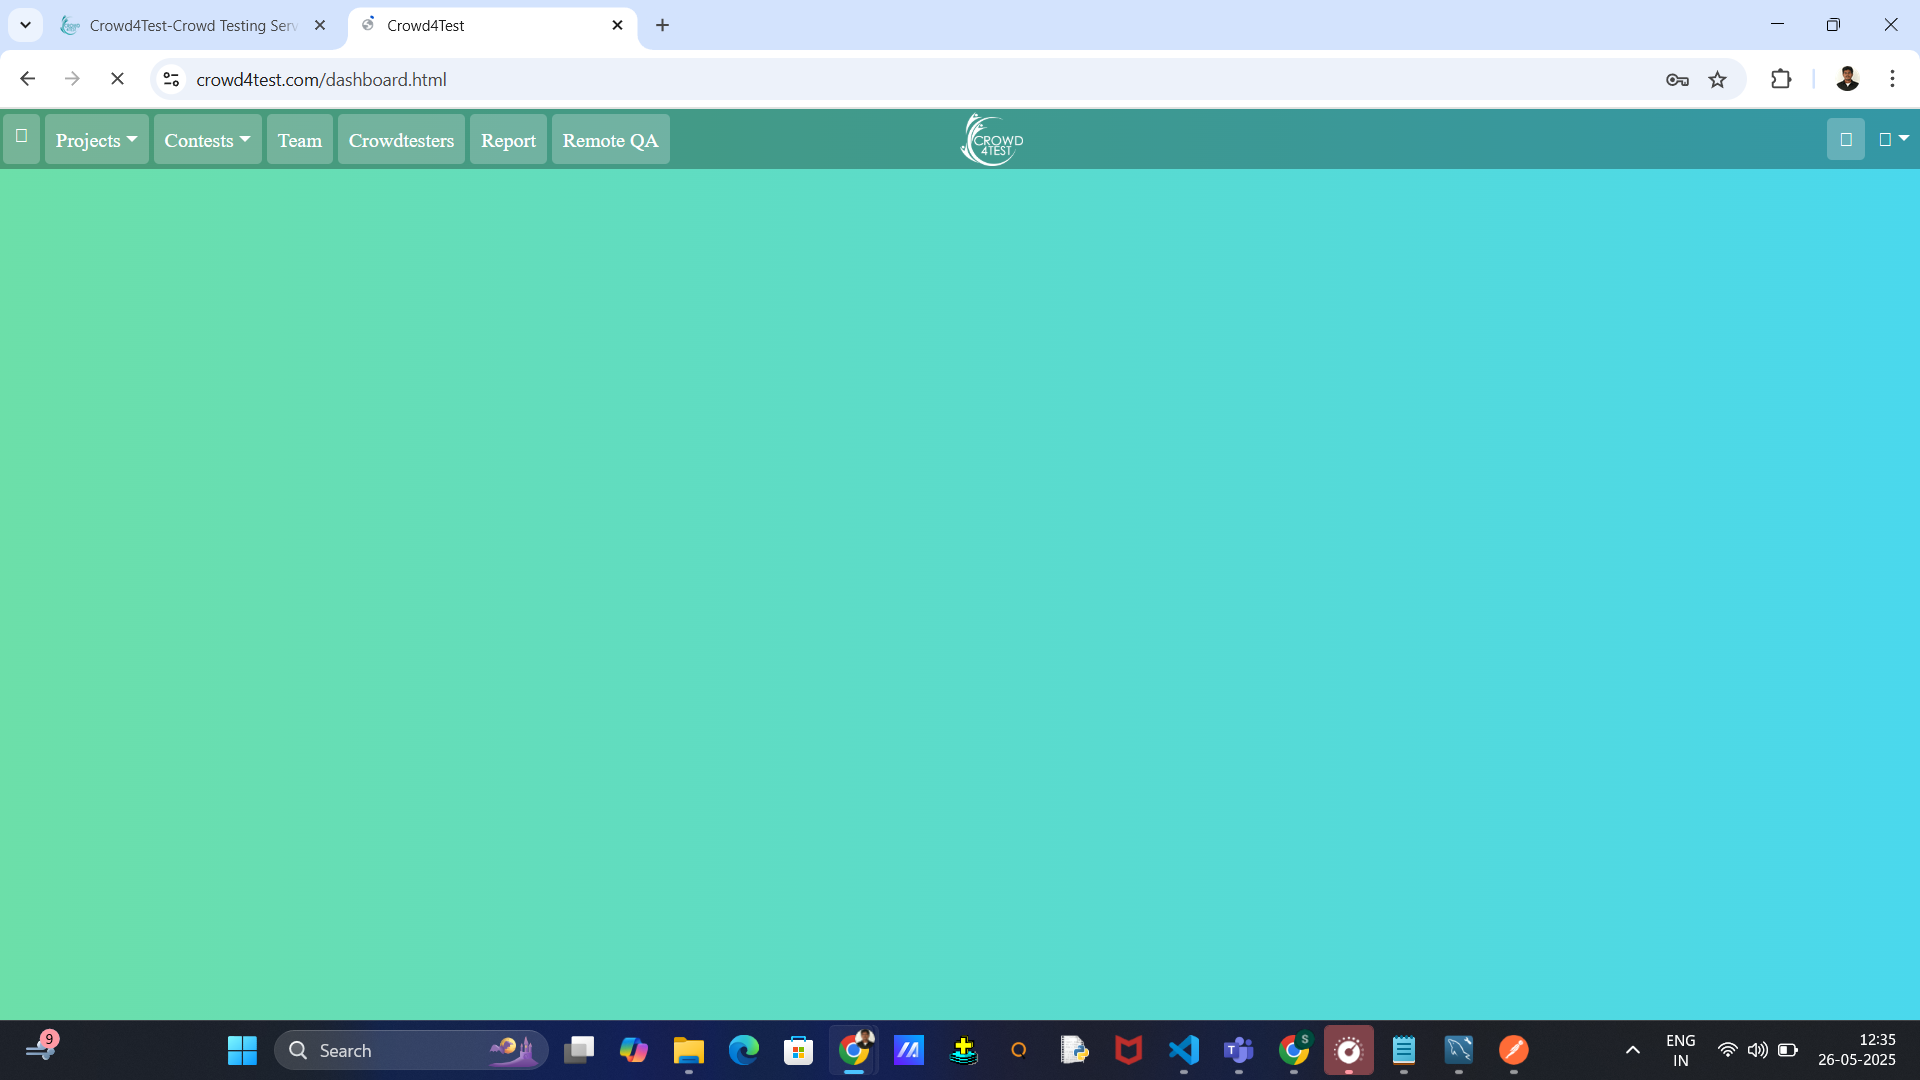 Crowd4Test-Crowd Testing Serv
Crowd4Test
crowd4test.com/dashboard.html
Projects
Contests
Team
Crowdtesters
Report
Remote QA
CROWD
4TEST
9
Search
S
T
ENG
IN
12:35
26-05-2025